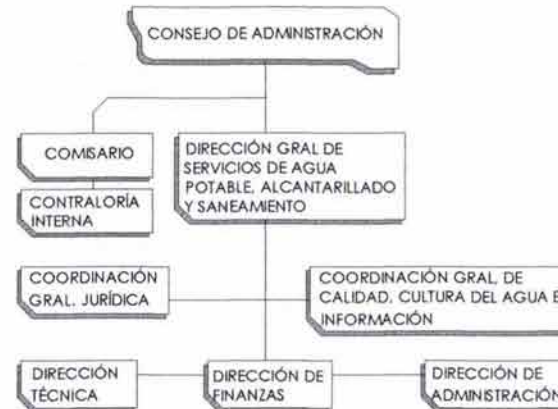 CONSEJO DE ADMINISTRACIÓN
COMISARIO
CONTRALORÍA
INTERNA
DIRECCIÓN GRAL DE
SERVICIOS DE AGUA
POTABLE, ALCANTARILLADO
Y SANEAMIENTO
COORDINACIÓN
GRAL. JURÍDICA
COORDINACIÓN GRAL. DE
CALIDAD, CULTURA DEL AGUA E
INFORMACIÓN
DIRECCIÓN
TÉCNICA
DIRECCIÓN DE
FINANZAS
DIRECCIÓN DE
ADMINISTRACIÓN